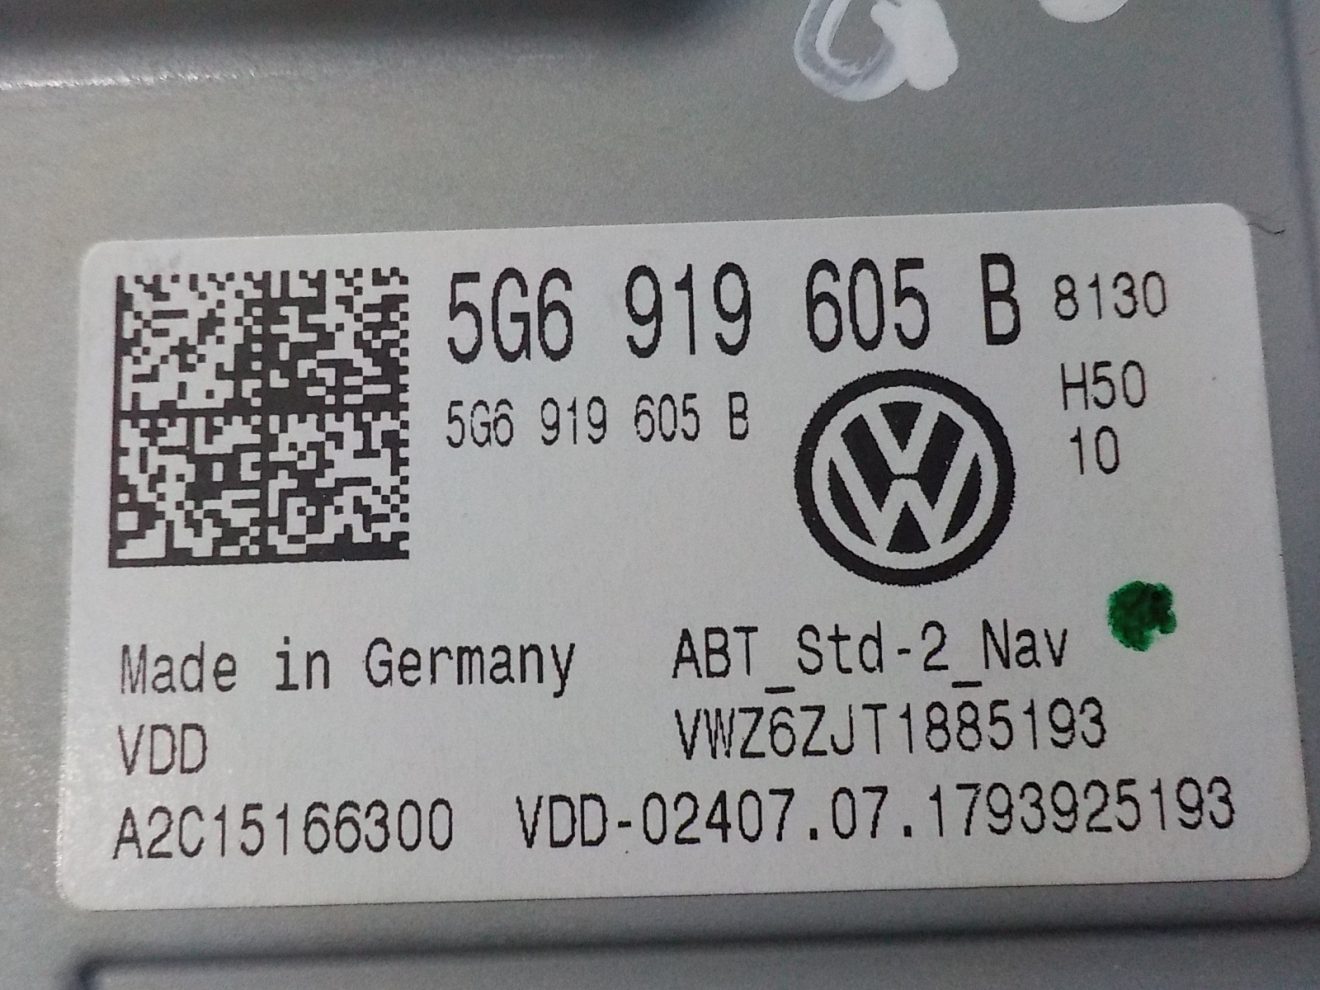 5G6 919 605 B 8130
5G6 919 605 B H50
10
Made in Germany ABT_Std-2_Nav
VDD VWZ6ZJT1885193
A2C15166300 VDD-02407.07.1793925193